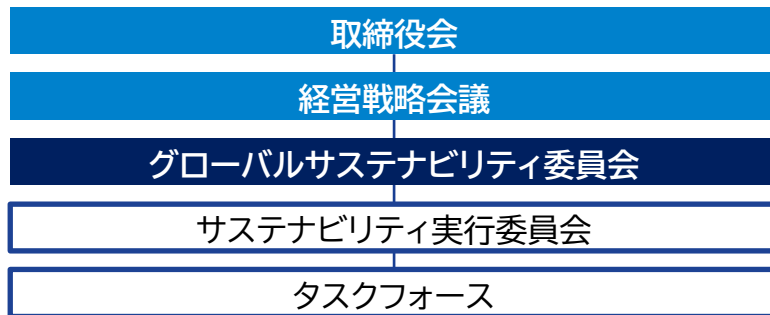 取締役会
経営戦略会議
グローバルサステナビリティ委員会
サステナビリティ実行委員会
タスクフォース